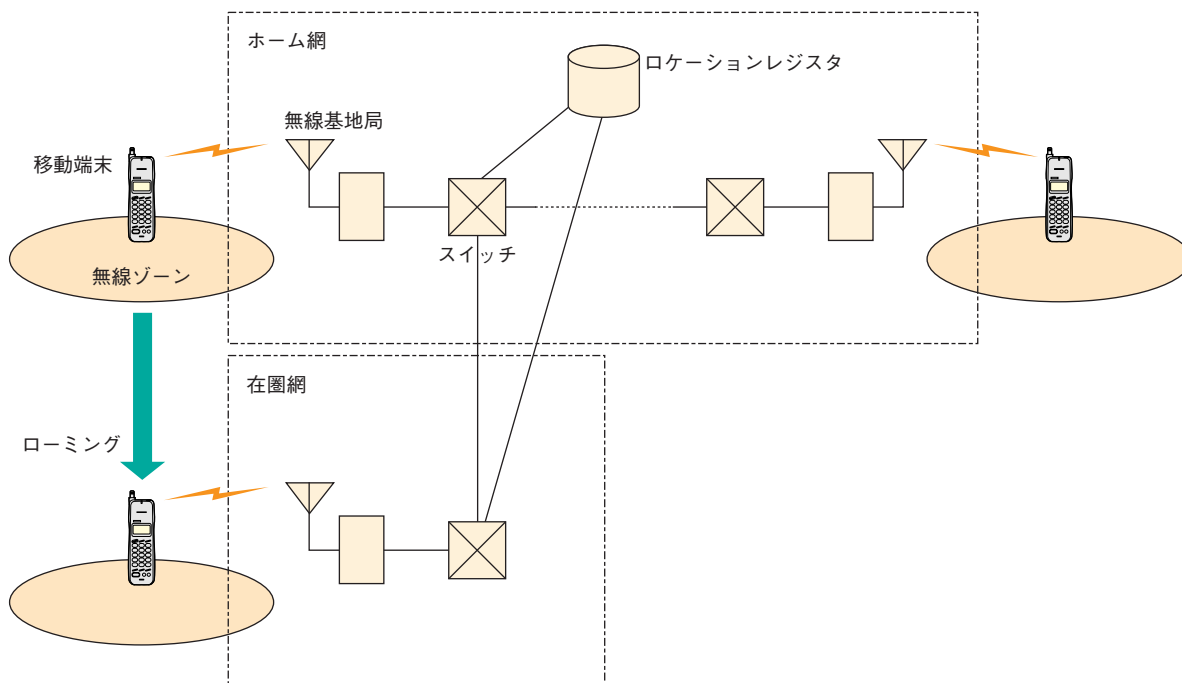 ホーム網
ロケーションレジスタ
無線基地局
移動端末
スイッチ
無線ゾーン
在圏網
ローミング